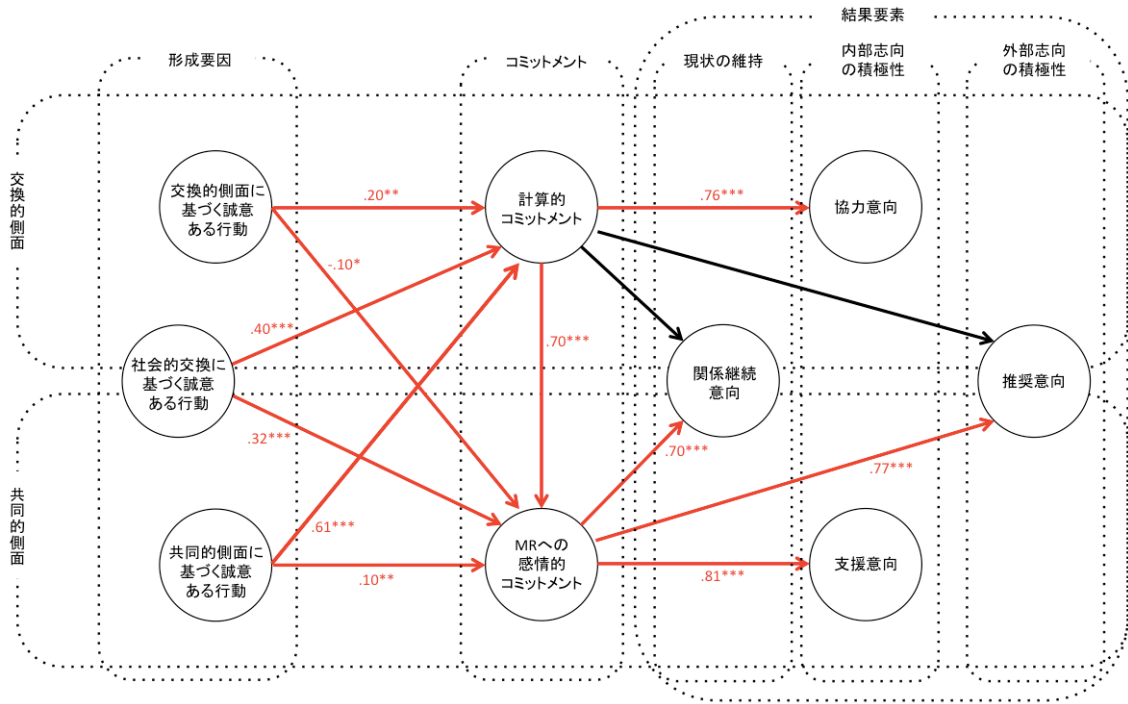 結果要素
形成要因
コミットメント
現状の維持
内部志向
の積極性
外部志向
の積極性
交換的側面
共同的側面
交換的側面に
基づく誠意
ある行動
社会的交換に
基づく誠意
ある行動
共同的側面に
基づく誠意
ある行動
.20**
-.10*
.40***
.32***
.61***
.10**
計算的
コミットメント
.70***
MRへの
感情的
コミットメント
.76***
.70***
.77***
.81***
協力意向
関係継続
意向
推奨意向
支援意向